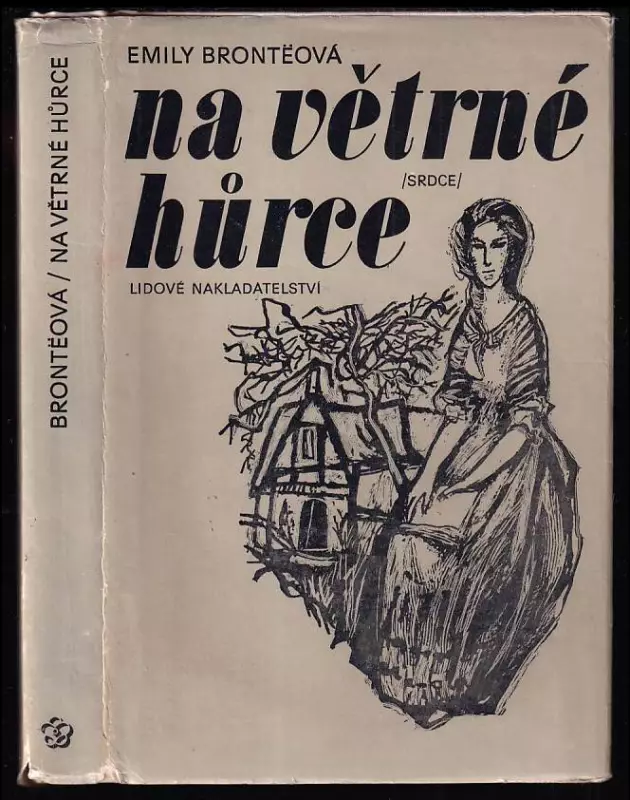 BRONTËOVÁ / NA VĚTRNÉ HŮRCE
EMILY BRONTËOVÁ
na větrné
hůrce
/SRDCE/
LIDOVÉ NAKLADATELSTVÍ